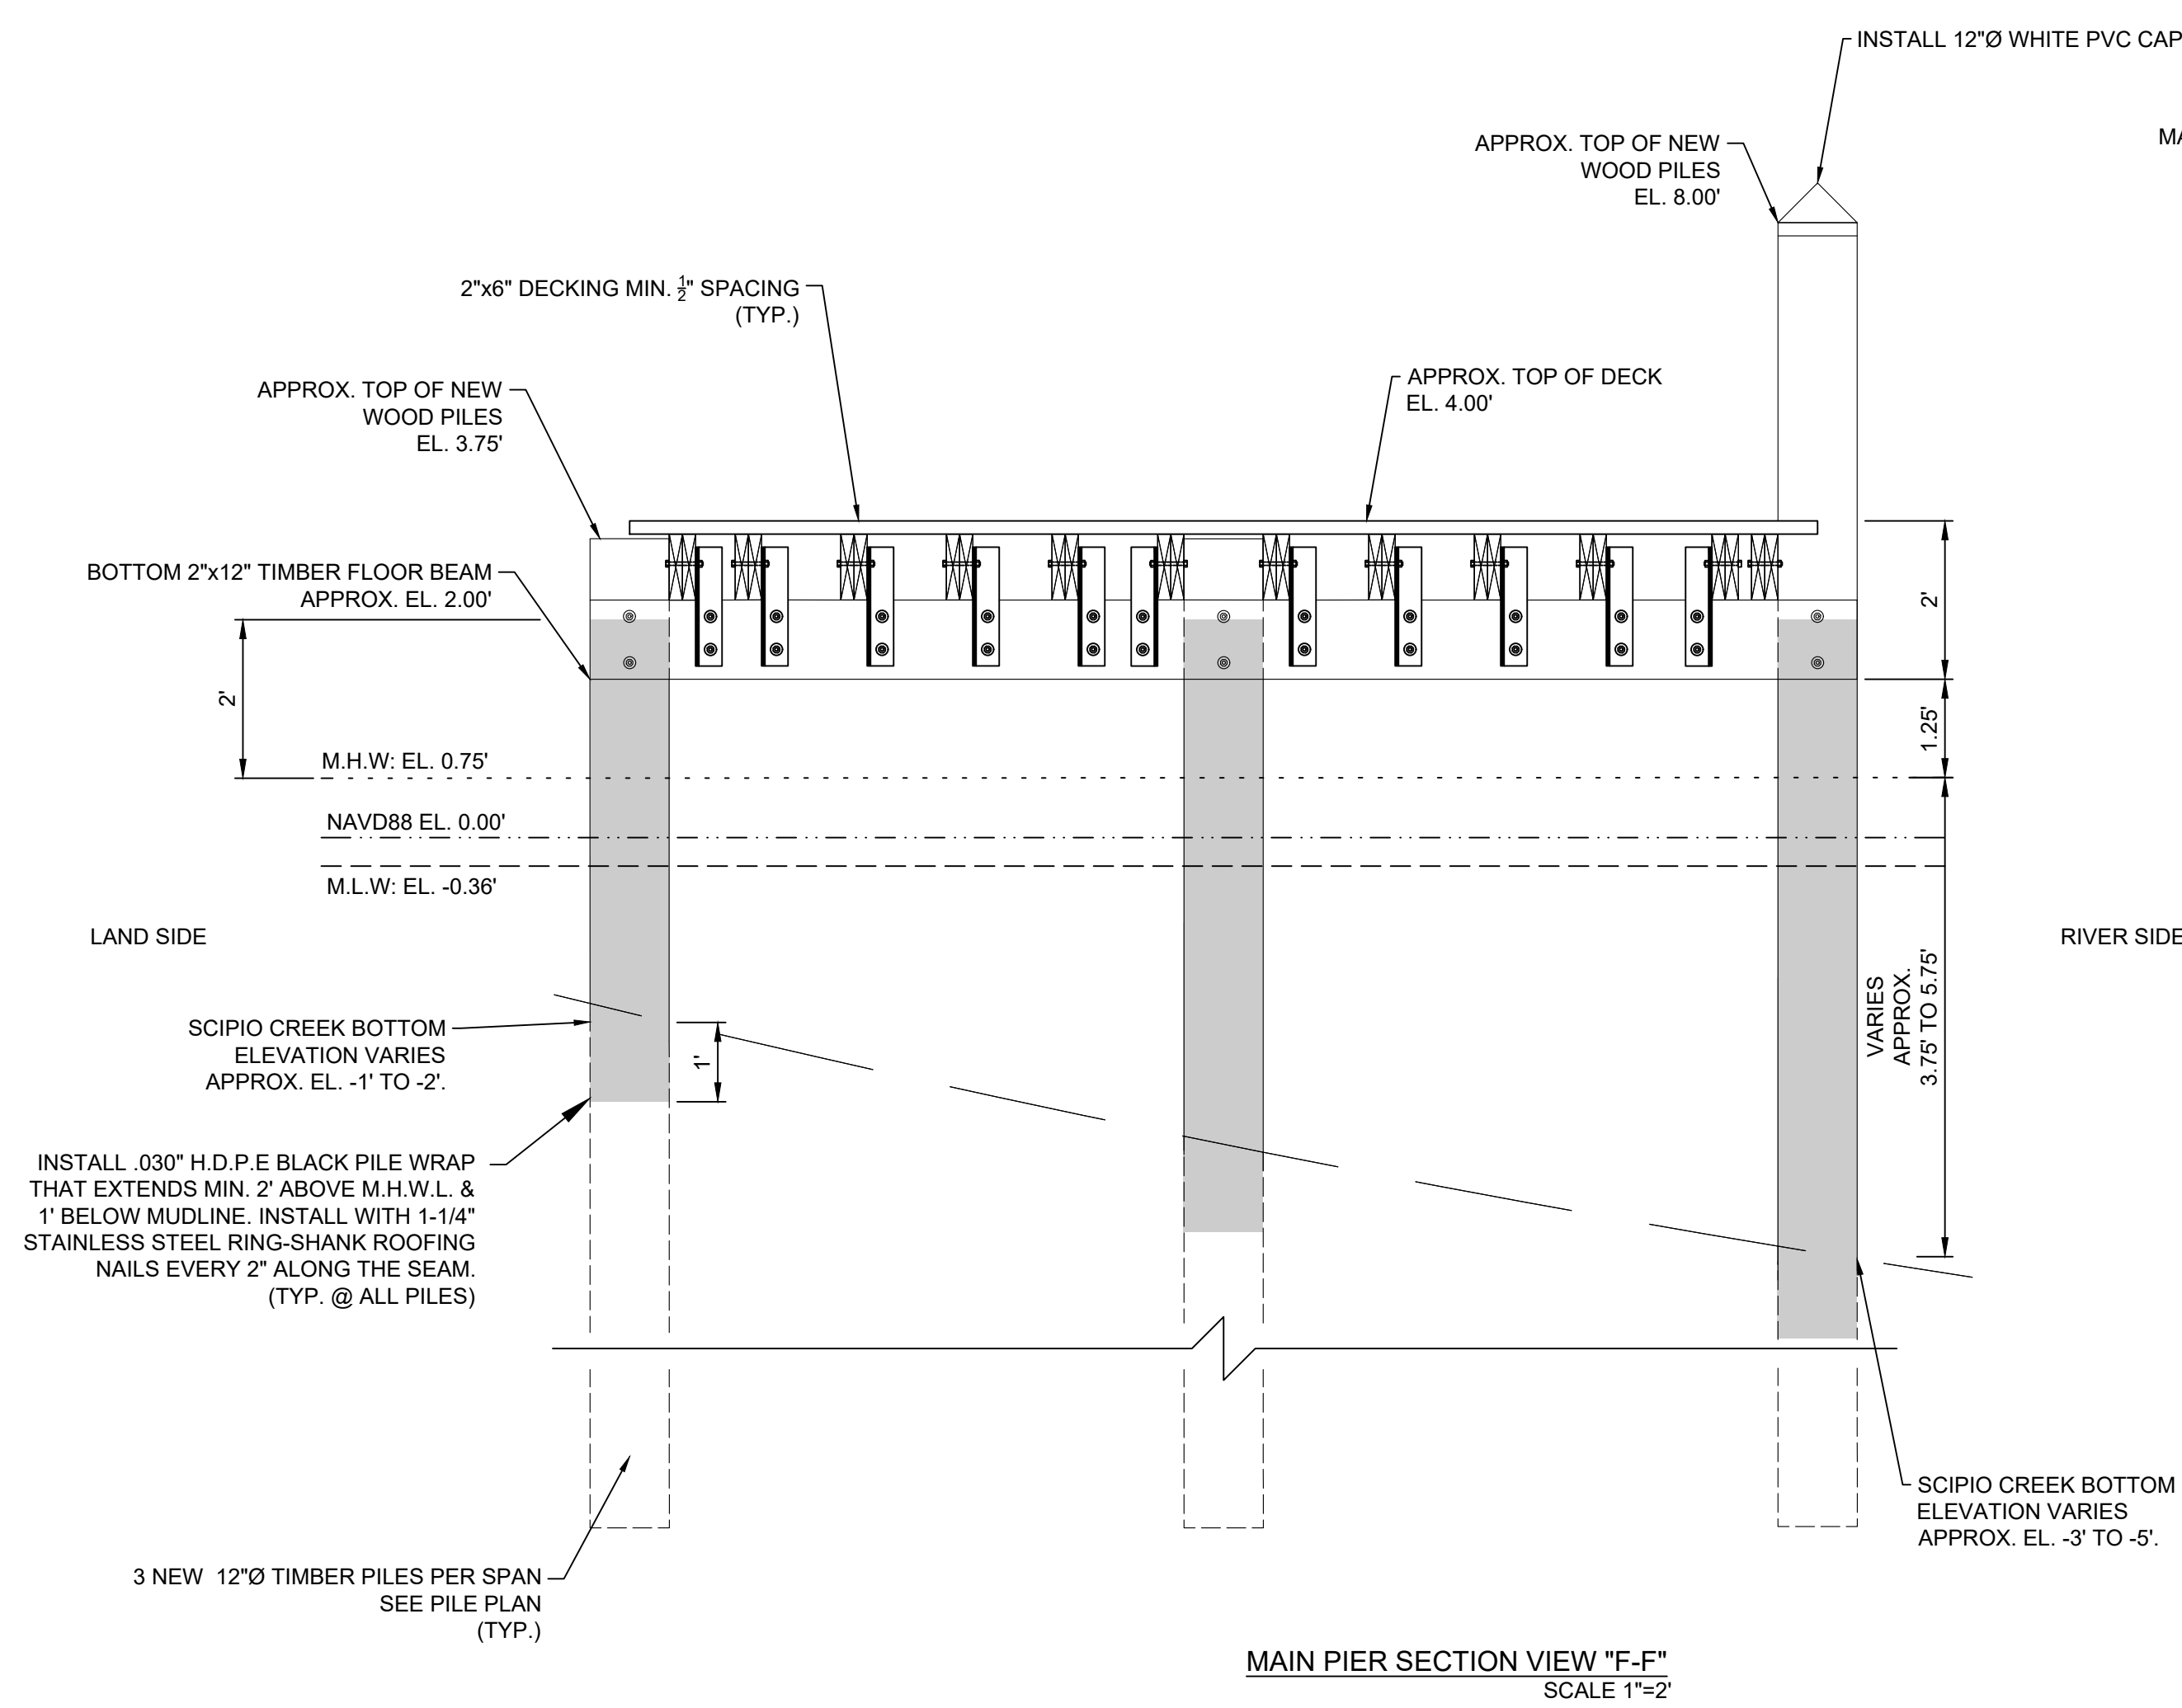 INSTALL 12"Ø WHITE PVC CAP
APPROX. TOP OF NEW
WOOD PILES
EL. 8.00'
MA
2"x6" DECKING MIN. 1/2" SPACING
(TYP.)
APPROX. TOP OF NEW
WOOD PILES
EL. 3.75'
APPROX. TOP OF DECK
EL. 4.00'
BOTTOM 2"x12" TIMBER FLOOR BEAM
APPROX. EL. 2.00'
2'
2'
1.25'
M.H.W: EL. 0.75'
NAVD88 EL. 0.00'
M.L.W: EL. -0.36'
LAND SIDE
RIVER SIDE
VARIES
APPROX.
3.75' TO 5.75'
SCIPIO CREEK BOTTOM
ELEVATION VARIES
APPROX. EL. -1' TO -2'.
1'
INSTALL .030" H.D.P.E BLACK PILE WRAP
THAT EXTENDS MIN. 2' ABOVE M.H.W.L. &
1' BELOW MUDLINE. INSTALL WITH 1-1/4"
STAINLESS STEEL RING-SHANK ROOFING
NAILS EVERY 2" ALONG THE SEAM.
(TYP. @ ALL PILES)
SCIPIO CREEK BOTTOM
ELEVATION VARIES
APPROX. EL. -3' TO -5'.
3 NEW 12"Ø TIMBER PILES PER SPAN
SEE PILE PLAN
(TYP.)
MAIN PIER SECTION VIEW "F-F"
SCALE 1"=2'